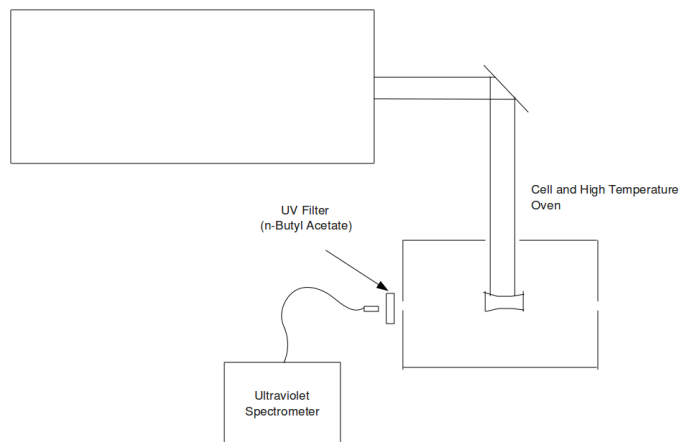 Cell and High Temperature
Oven
UV Filter
(n-Butyl Acetate)
Ultraviolet
Spectrometer